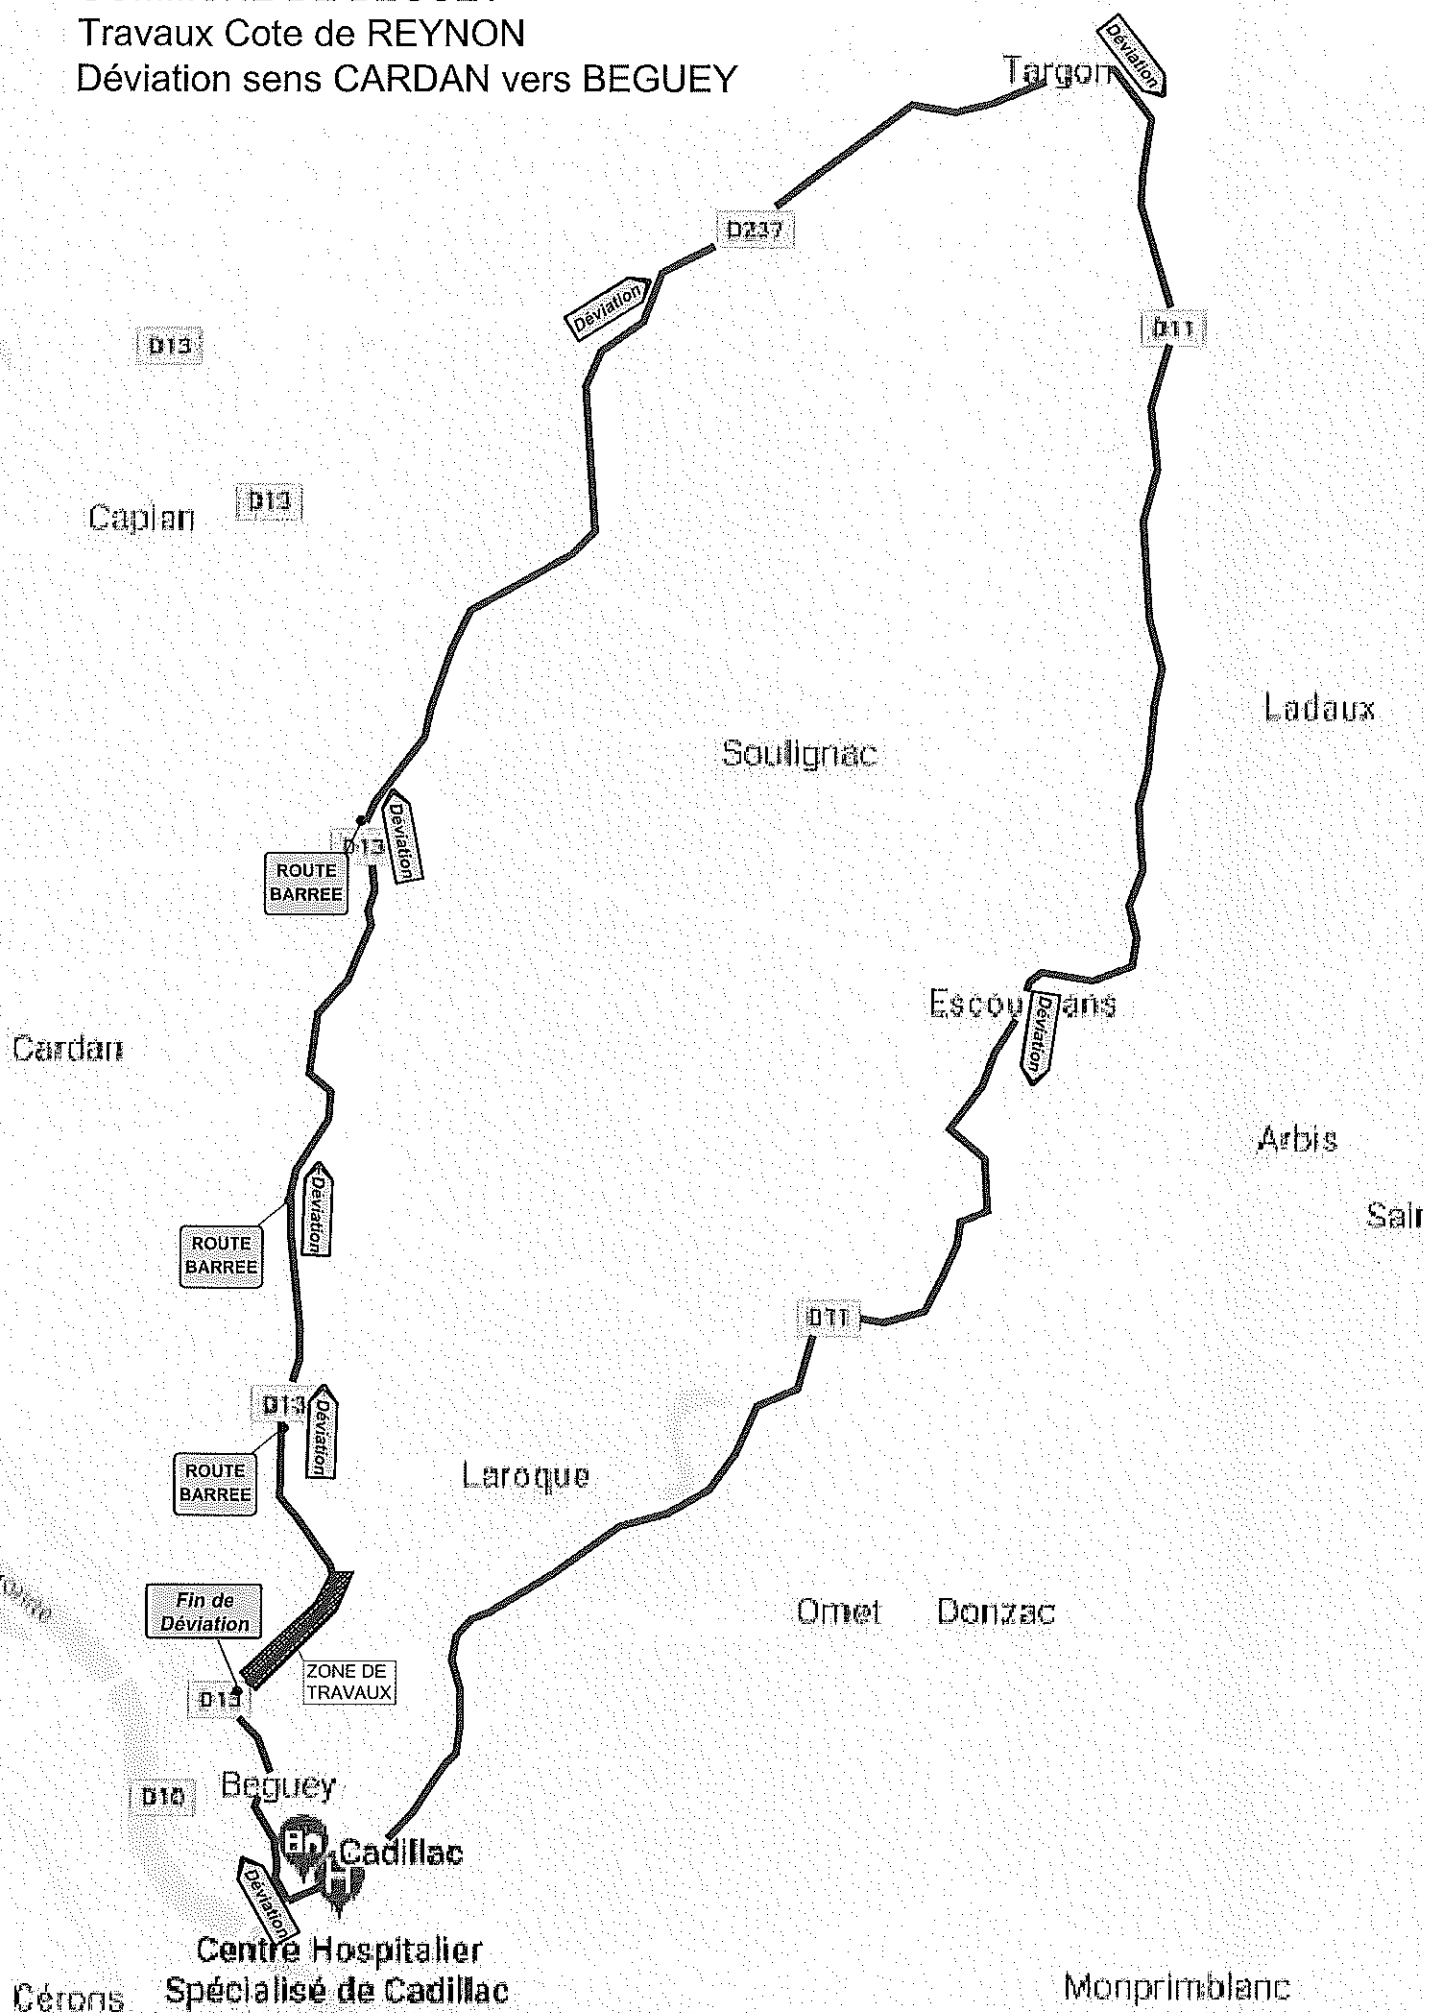 Travaux Cote de REYNON
Déviation sens CARDAN vers BEGUEY
Targon
Déviation
D237
Déviation
D13
D11
Caplan
D13
Ladaux
Soulignac
Déviation
D13
ROUTE
BARREE
Déviation
Cardan
Arbis
Déviation
ROUTE
BARREE
D11
D13
Déviation
ROUTE
BARREE
Laroque
Fin de
Déviation
Omet
Donzac
ZONE DE
TRAVAUX
D13
Beguey
D10
Cadillac
H
Déviation
Centre Hospitalier
Spécialisé de Cadillac
Cérons
Monprimblanc